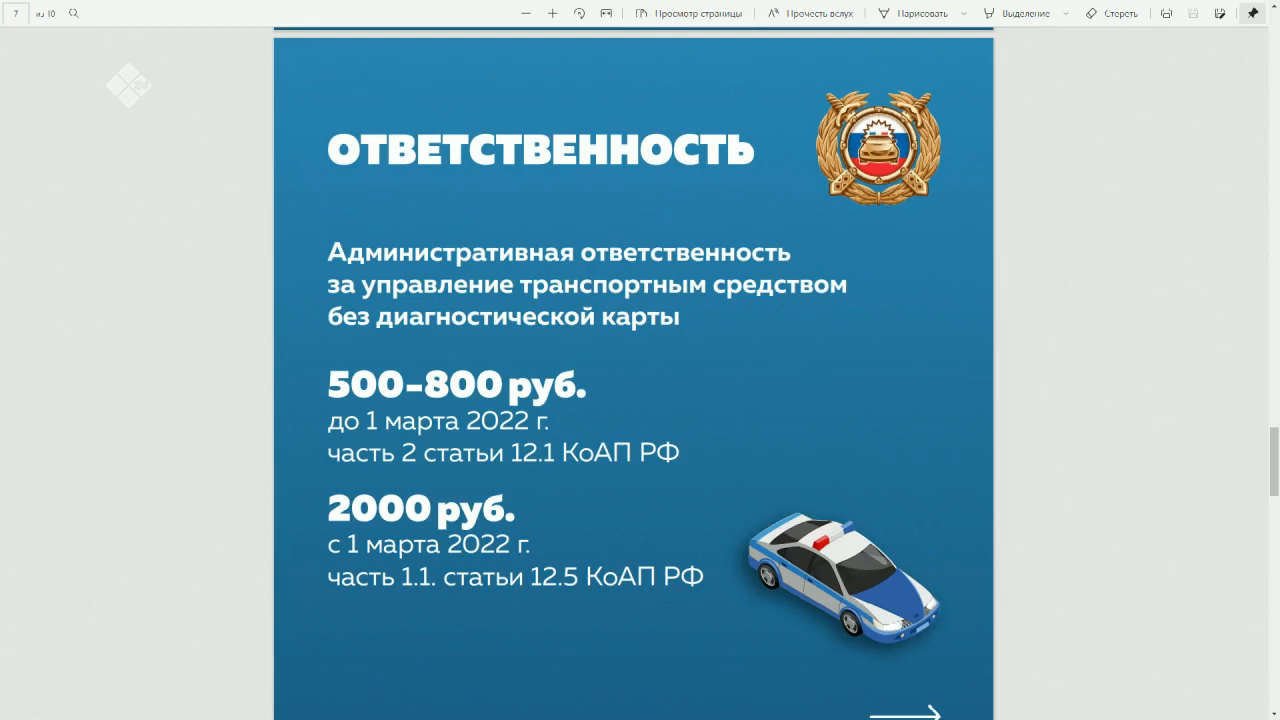 7 из 10 Просмотр страницы Прочесть вслух Нарисовать Выделение Стереть
ОТВЕТСТВЕННОСТЬ
Административная ответственность
за управление транспортным средством
без диагностической карты
500-800 руб.
до 1 марта 2022 г.
часть 2 статьи 12.1 КоАП РФ
2000 руб.
с 1 марта 2022 г.
часть 1.1. статьи 12.5 КоАП РФ